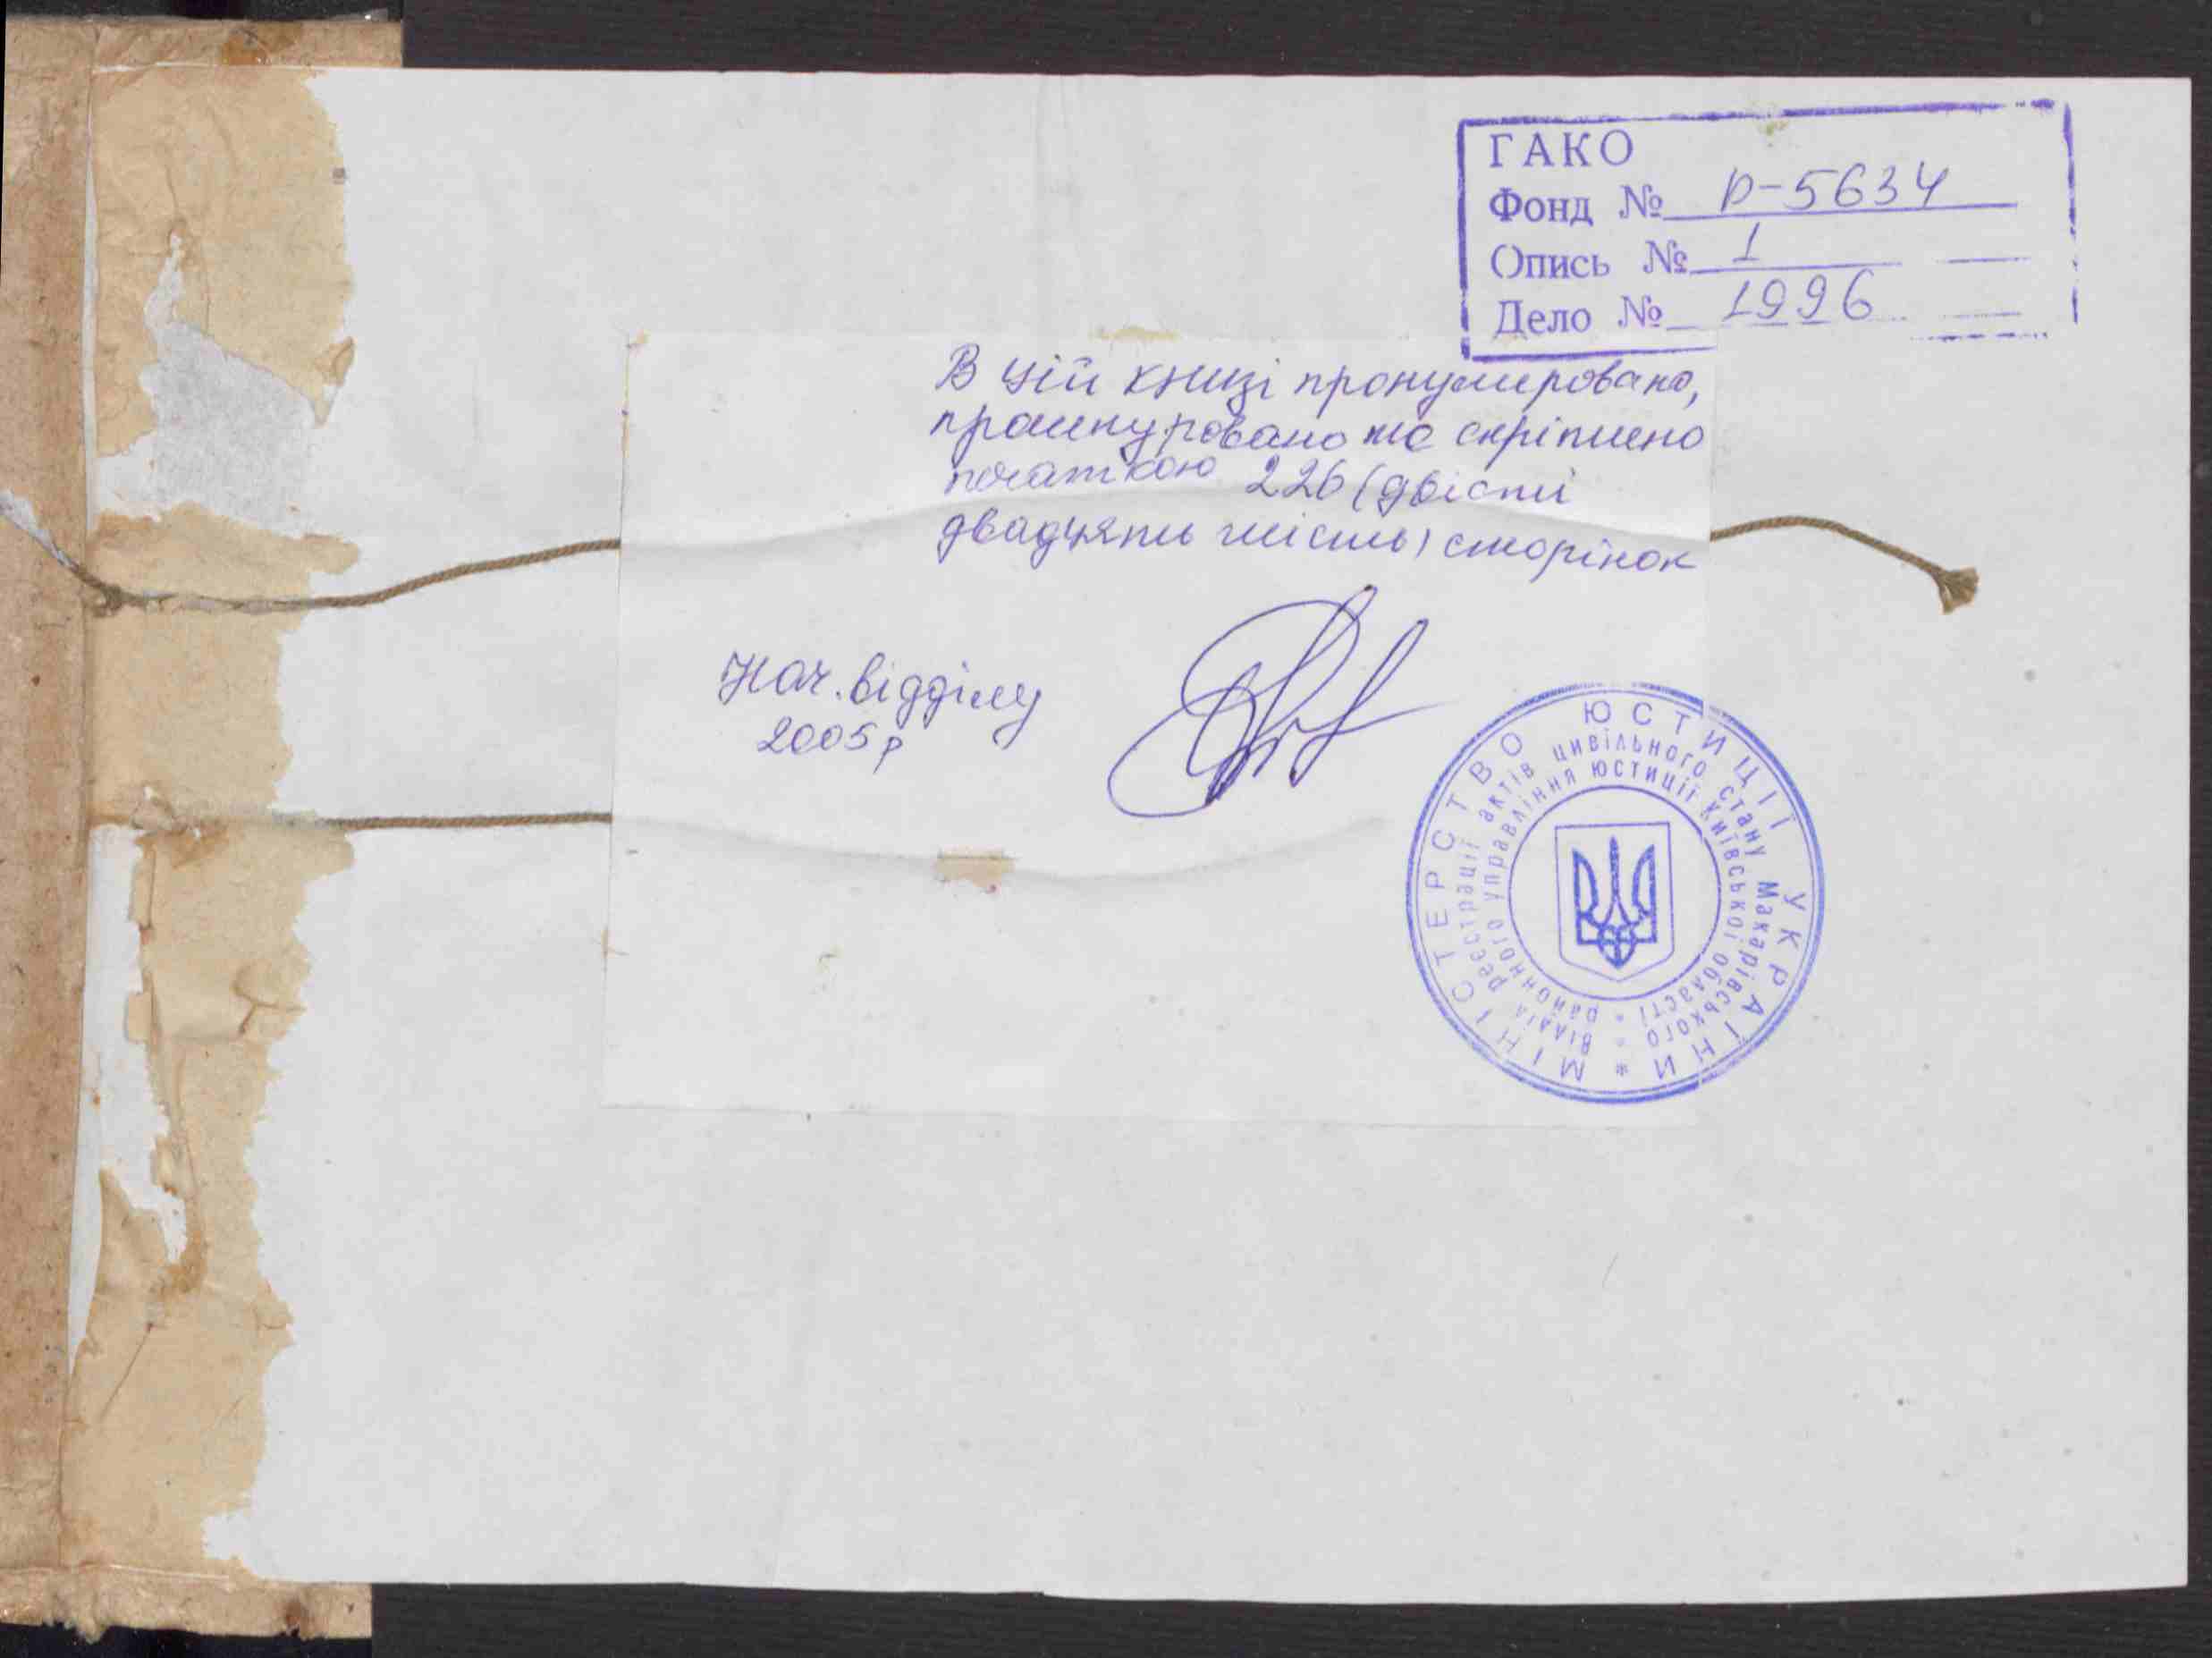 ГАКО
Фонд № Р-5634
Опись № 1
Дело № 1996
В цій книзі пронумеровано,
прошнуровано та скріплено
печаткою 226 (двісті
двадцять шість) сторінок
Нач. відділу
2005 р
МІНІСТЕРСТВО ЮСТИЦІЇ УКРАЇНИ *
Відділ реєстрації актів цивільного стану Макарівського
районного управління юстиції Київської області